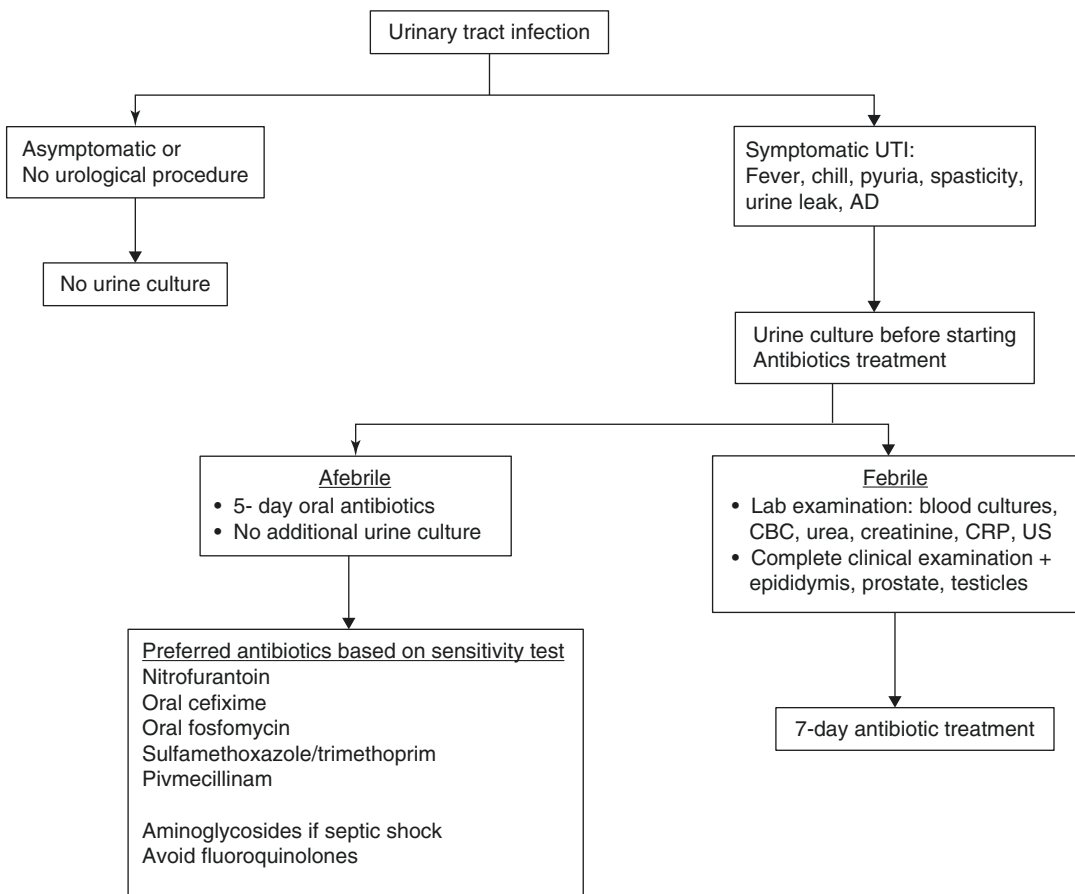 Urinary tract infection
Asymptomatic or
No urological procedure
No urine culture
Symptomatic UTI:
Fever, chill, pyuria, spasticity,
urine leak, AD
Urine culture before starting
Antibiotics treatment
Afebrile
• 5- day oral antibiotics
• No additional urine culture
Preferred antibiotics based on sensitivity test
Nitrofurantoin
Oral cefixime
Oral fosfomycin
Sulfamethoxazole/trimethoprim
Pivmecillinam
Aminoglycosides if septic shock
Avoid fluoroquinolones
Febrile
• Lab examination: blood cultures,
CBC, urea, creatinine, CRP, US
• Complete clinical examination +
epididymis, prostate, testicles
7-day antibiotic treatment